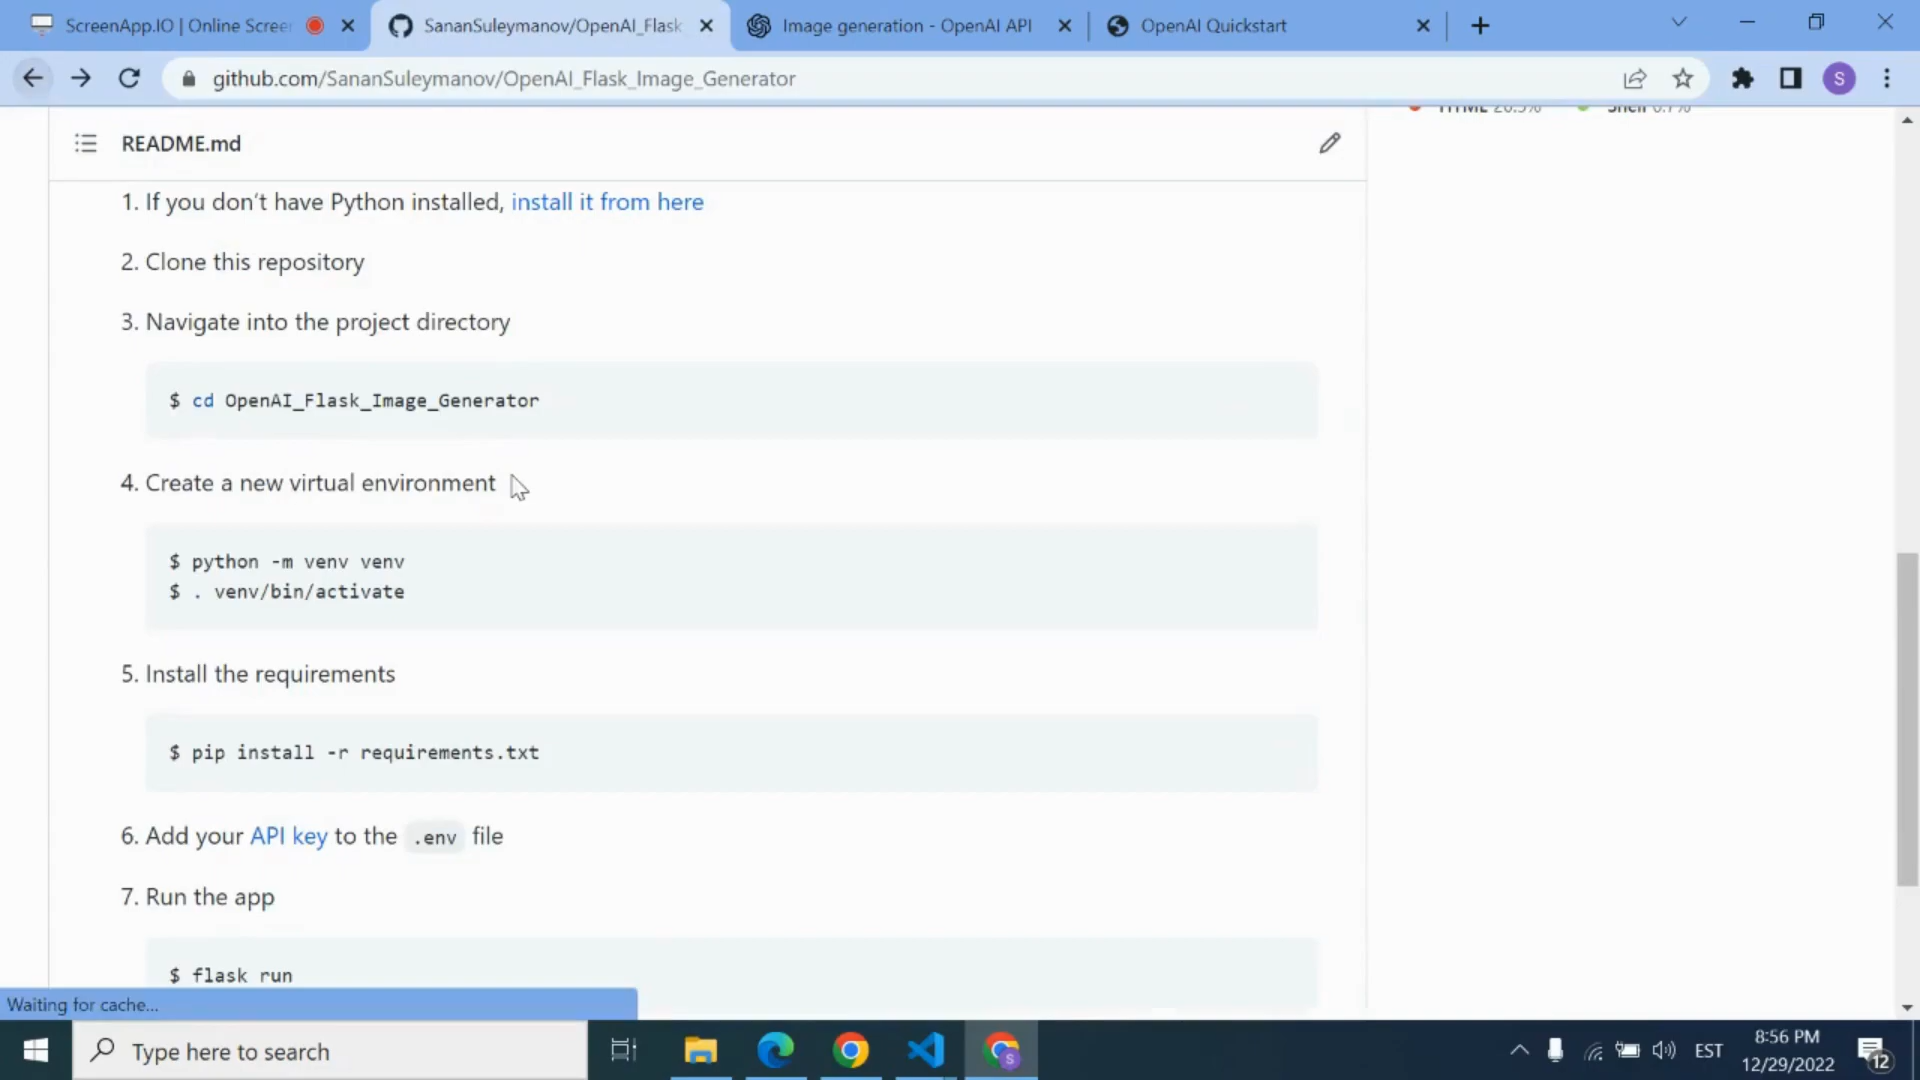 ScreenApp.IO | Online Screer
SananSuleymanov/OpenAI_Flask
Image generation - OpenAI API
OpenAI Quickstart
github.com/SananSuleymanov/OpenAI_Flask_Image_Generator
S
README.md
1. If you don't have Python installed, install it from here
2. Clone this repository
3. Navigate into the project directory
$ cd OpenAI_Flask_Image_Generator
4. Create a new virtual environment
$ python -m venv venv
$ . venv/bin/activate
5. Install the requirements
$ pip install -r requirements.txt
6. Add your API key to the .env file
7. Run the app
$ flask run
Waiting for cache...
Type here to search
S
EST
8:56 PM
12/29/2022
12